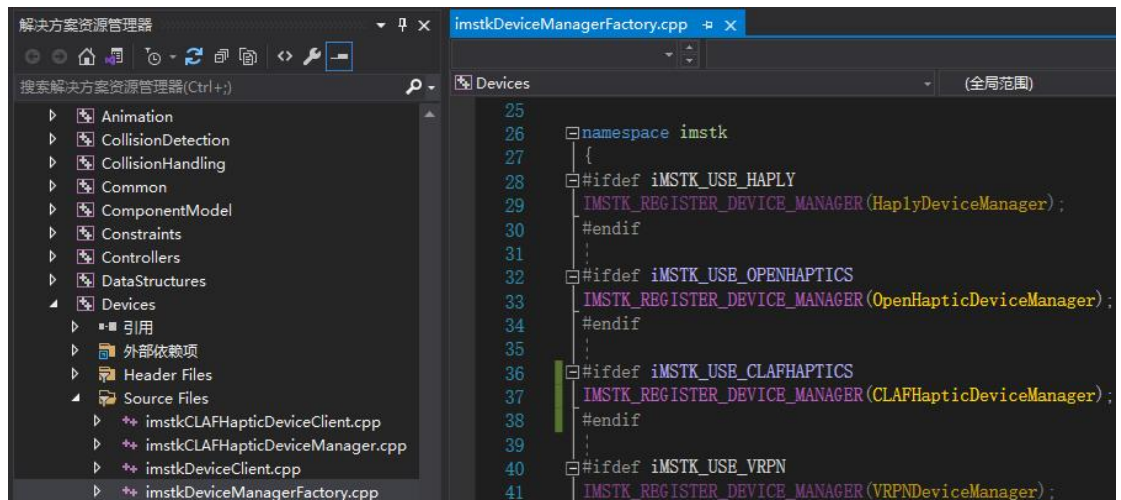 解决方案资源管理器
搜索解决方案资源管理器(Ctrl+;)
Animation
CollisionDetection
CollisionHandling
Common
ComponentModel
Constraints
Controllers
DataStructures
Devices
引用
外部依赖项
Header Files
Source Files
imstkCLAFHapticDeviceClient.cpp
imstkCLAFHapticDeviceManager.cpp
imstkDeviceClient.cpp
imstkDeviceManagerFactory.cpp
imstkDeviceManagerFactory.cpp
Devices
(全局范围)
25
26 namespace imstk
27 {
28 #ifdef iMSTK_USE_HAPLY
29 IMSTK_REGISTER_DEVICE_MANAGER(HaplyDeviceManager);
30 #endif
31
32 #ifdef iMSTK_USE_OPENHAPTICS
33 IMSTK_REGISTER_DEVICE_MANAGER(OpenHapticDeviceManager);
34 #endif
35
36 #ifdef iMSTK_USE_CLAFHAPTICS
37 IMSTK_REGISTER_DEVICE_MANAGER(CLAFHapticDeviceManager);
38 #endif
39
40 #ifdef iMSTK_USE_VRPN
41 IMSTK_REGISTER_DEVICE_MANAGER(VRPNDeviceManager);